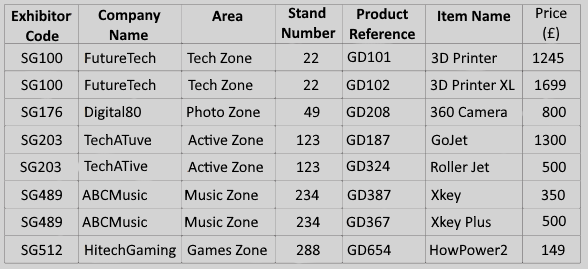 Exhibitor Code Company Name Area Stand Number Product Reference Item Name Price (£)
SG100 FutureTech Tech Zone 22 GD101 3D Printer 1245
SG100 FutureTech Tech Zone 22 GD102 3D Printer XL 1699
SG176 Digital80 Photo Zone 49 GD208 360 Camera 800
SG203 TechATuve Active Zone 123 GD187 GoJet 1300
SG203 TechATive Active Zone 123 GD324 Roller Jet 500
SG489 ABCMusic Music Zone 234 GD387 Xkey 350
SG489 ABCMusic Music Zone 234 GD367 Xkey Plus 500
SG512 HitechGaming Games Zone 288 GD654 HowPower2 149